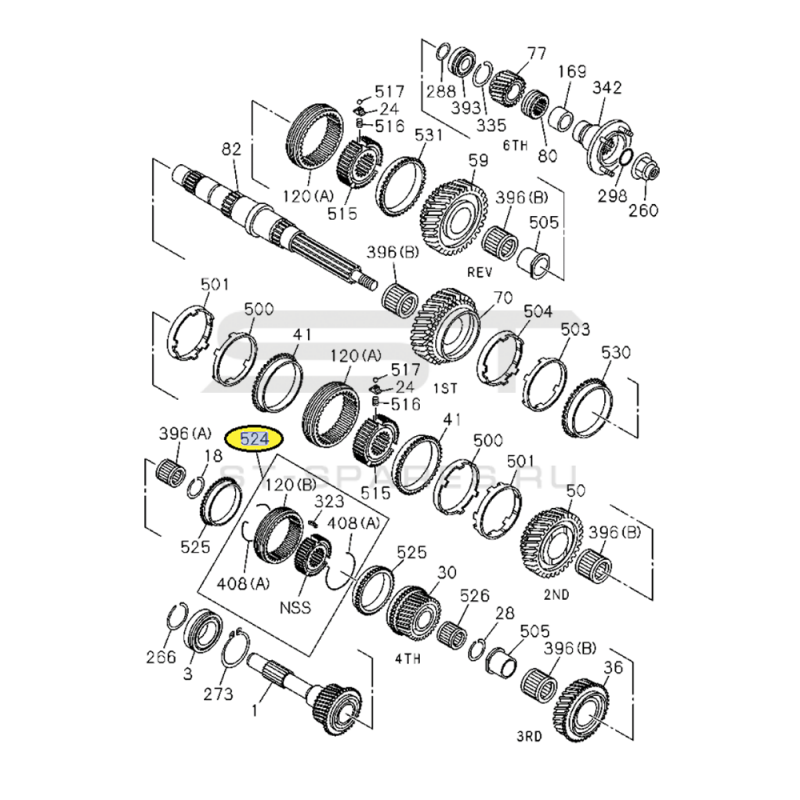 77
169
342
517
24
516
288
393
335
80
6TH
298
260
531
59
82
120(A)
515
396(B)
505
REV
396(B)
70
501
500
504
503
41
120(A)
517
24
516
1ST
530
41
500
501
396(A)
524
18
515
50
120(B)
323
408(A)
525
396(B)
525
408(A)
NSS
30
526
28
2ND
505
396(B)
36
4TH
266
3
273
1
3RD
ST-SPARES.RU